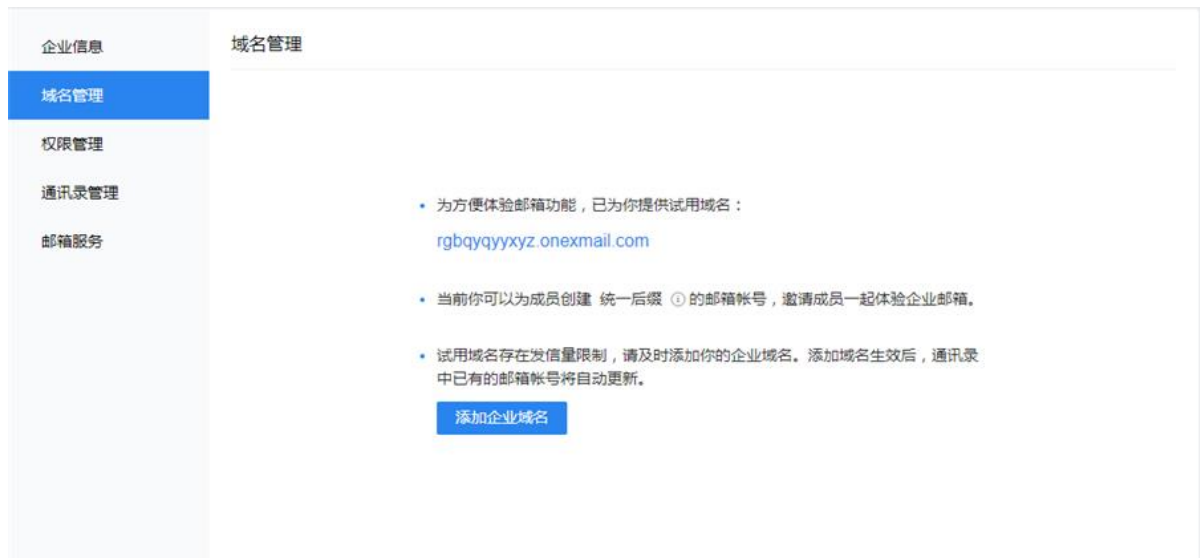 企业信息
域名管理
权限管理
通讯录管理
邮箱服务
域名管理
为方便体验邮箱功能，已为你提供试用域名：
rgbqyqyyxyz.onexmail.com
当前你可以为成员创建 统一后缀 ⓘ 的邮箱帐号，邀请成员一起体验企业邮箱。
试用域名存在发信量限制，请及时添加你的企业域名。添加域名生效后，通讯录
中已有的邮箱帐号将自动更新。
添加企业域名